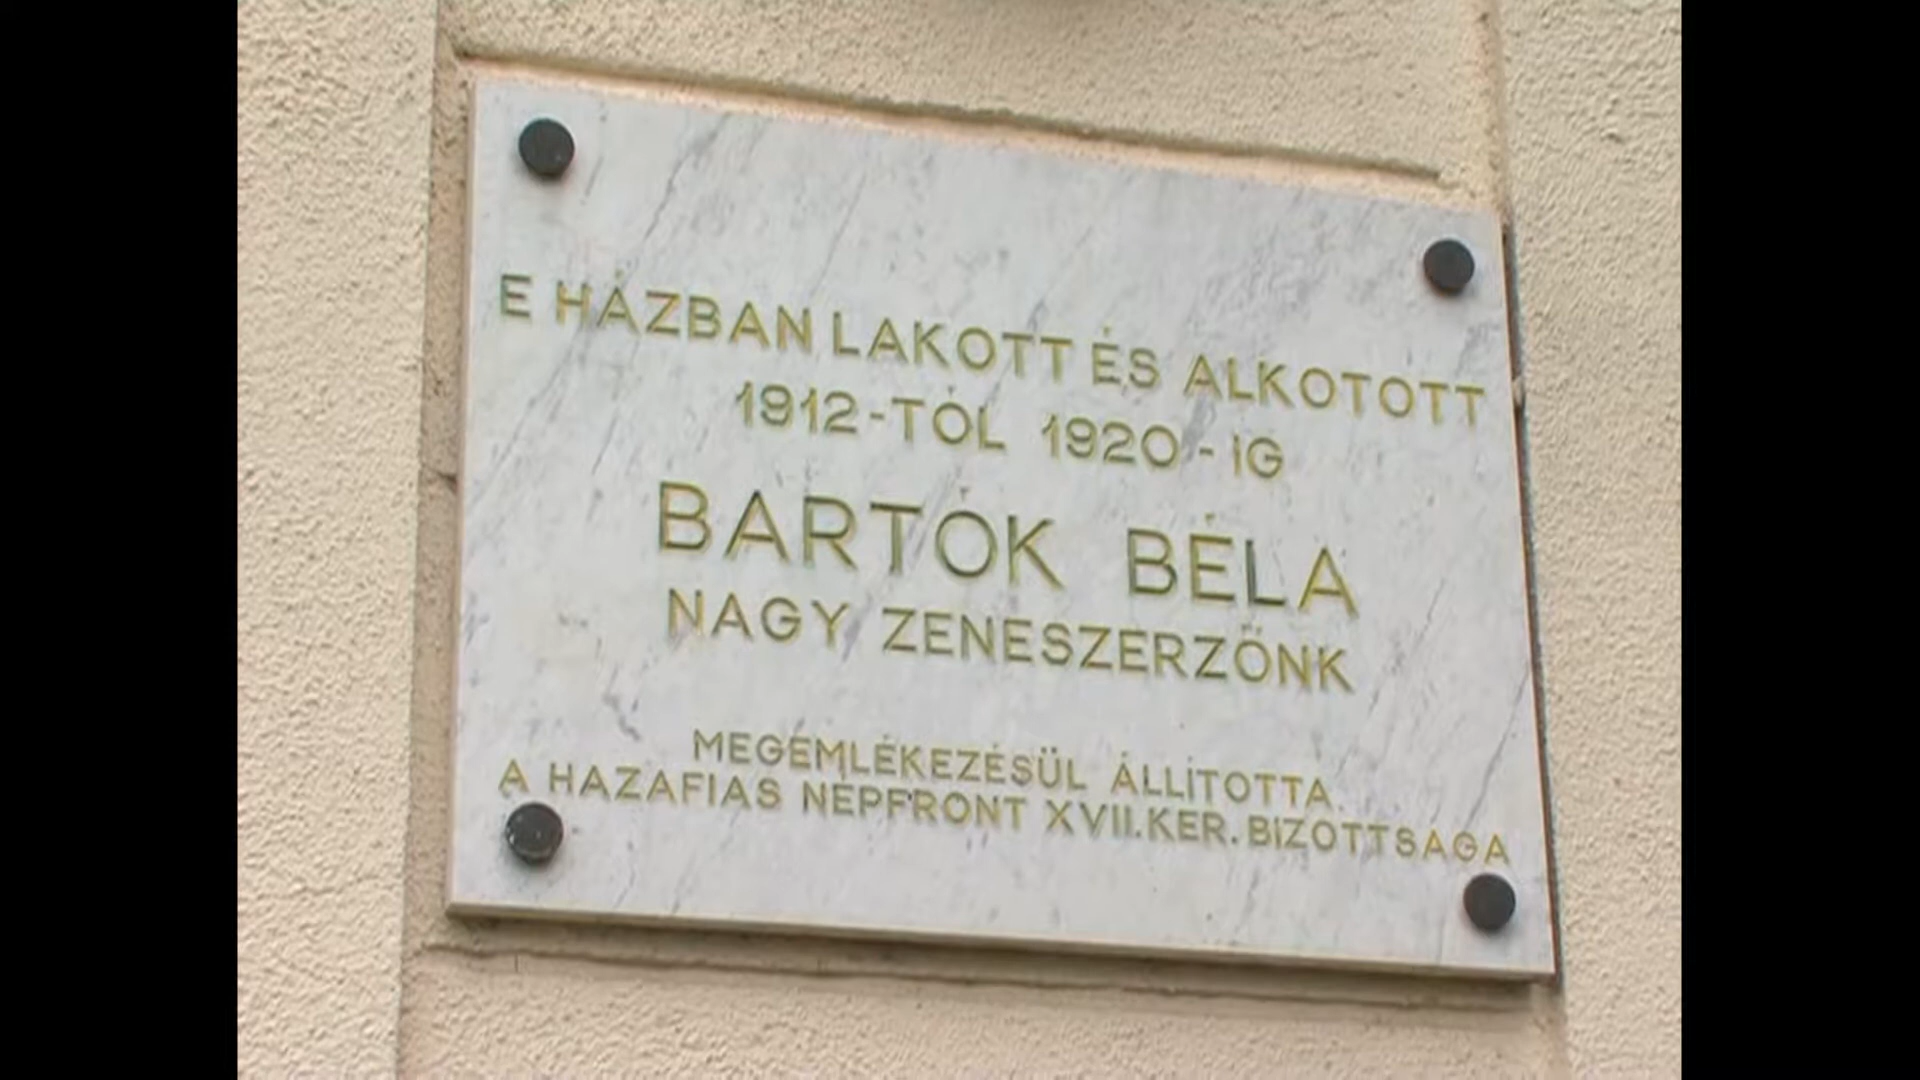 E HÁZBAN LAKOTT ÉS ALKOTOTT
1912-TŐL 1920-IG
BARTÓK BÉLA
NAGY ZENESZERZŐNK
MEGEMLÉKEZÉSÜL ÁLLÍTOTTA
A HAZAFIAS NÉPFRONT XVII.KER.BIZOTTSÁGA